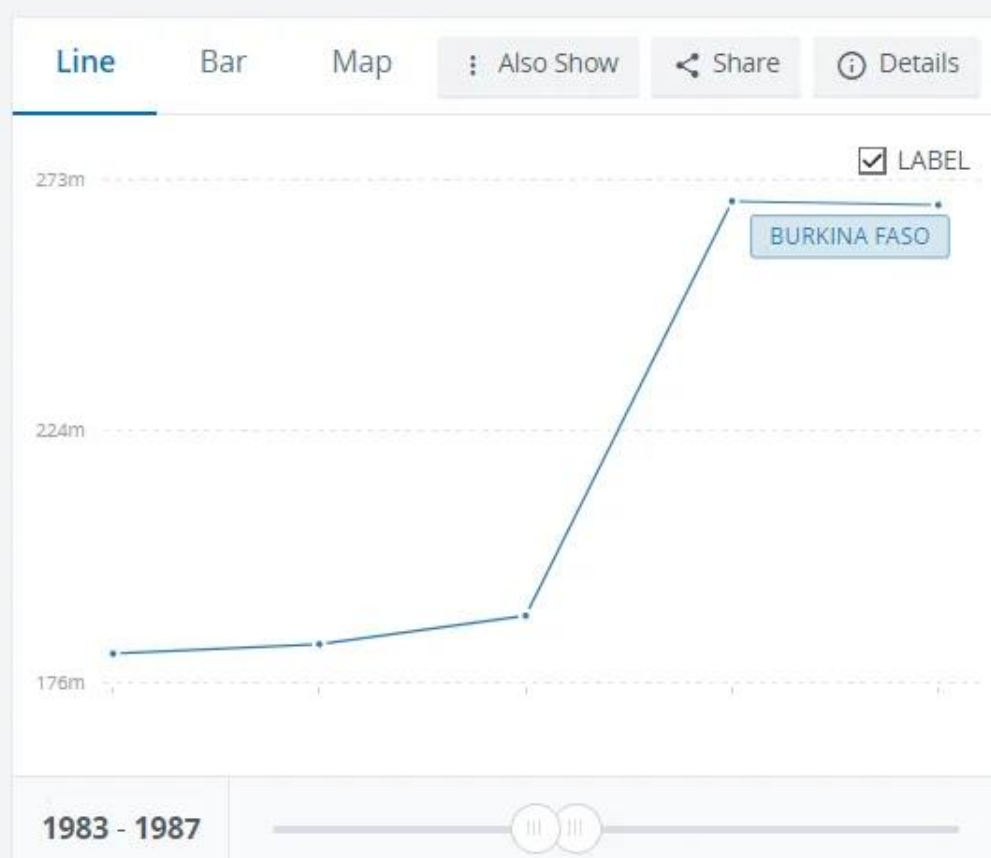 Line Bar Map Also Show Share Details
LABEL
273m
BURKINA FASO
224m
176m
1983 - 1987